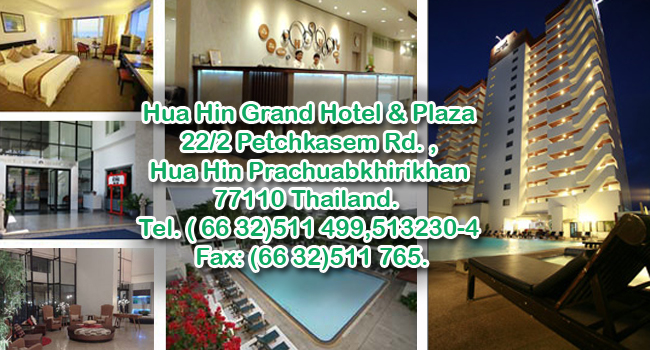 Hua Hin Grand Hotel & Plaza
22/2 Petchkasem Rd. ,
Hua Hin Prachuabkhirikhan
77110 Thailand.
Tel. ( 66 32)511 499,513230-4
Fax: (66 32)511 765.